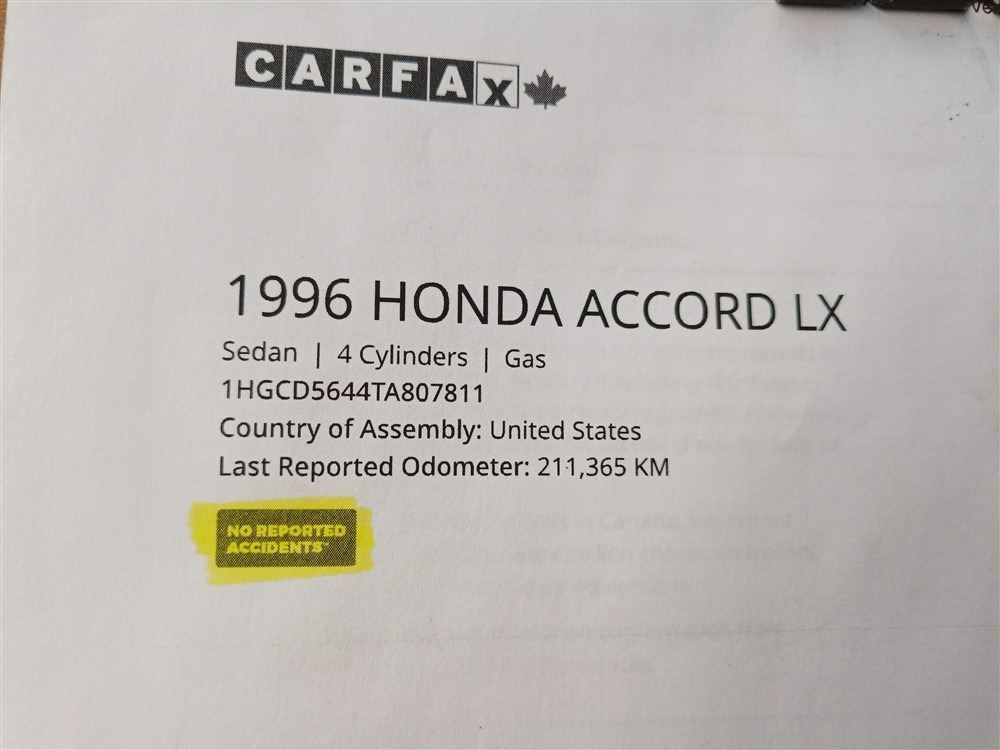 CARFAX
1996 HONDA ACCORD LX
Sedan | 4 Cylinders | Gas
1HGCD5644TA807811
Country of Assembly: United States
Last Reported Odometer: 211,365 KM
NO REPORTED
ACCIDENTS™